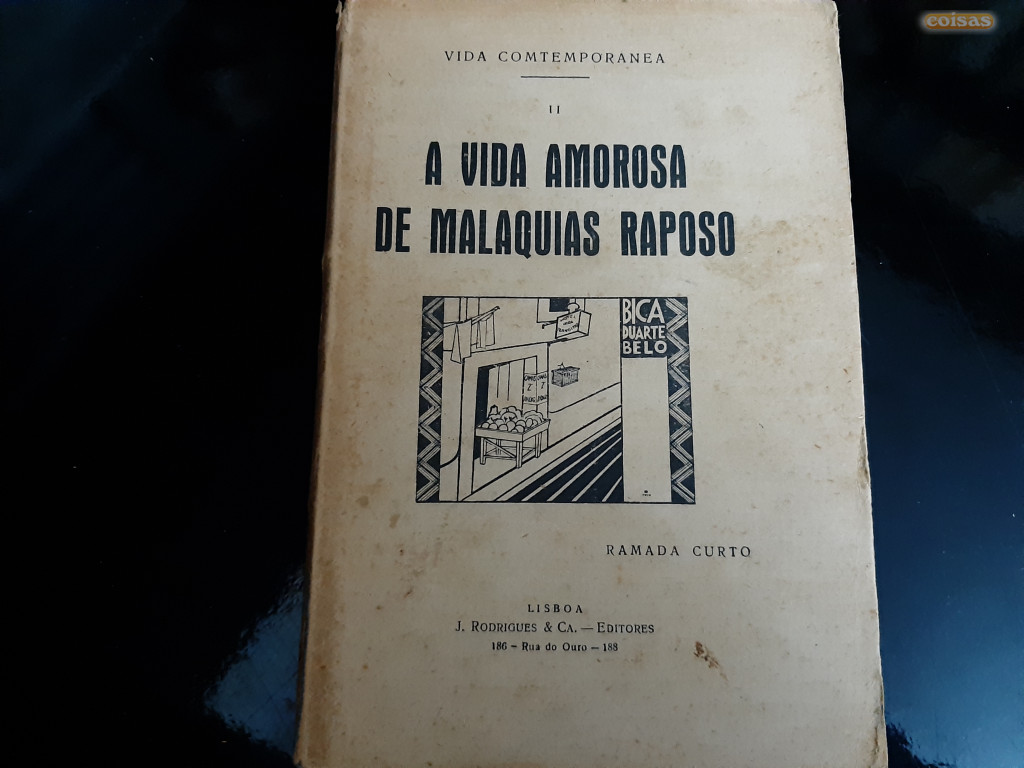 coisas
VIDA COMTEMPORANEA
II
A VIDA AMOROSA
DE MALAQUIAS RAPOSO
BICA
DUARTE
BELO
RAMADA CURTO
LISBOA
J. RODRIGUES & CA. — EDITORES
186 — Rua do Ouro — 188